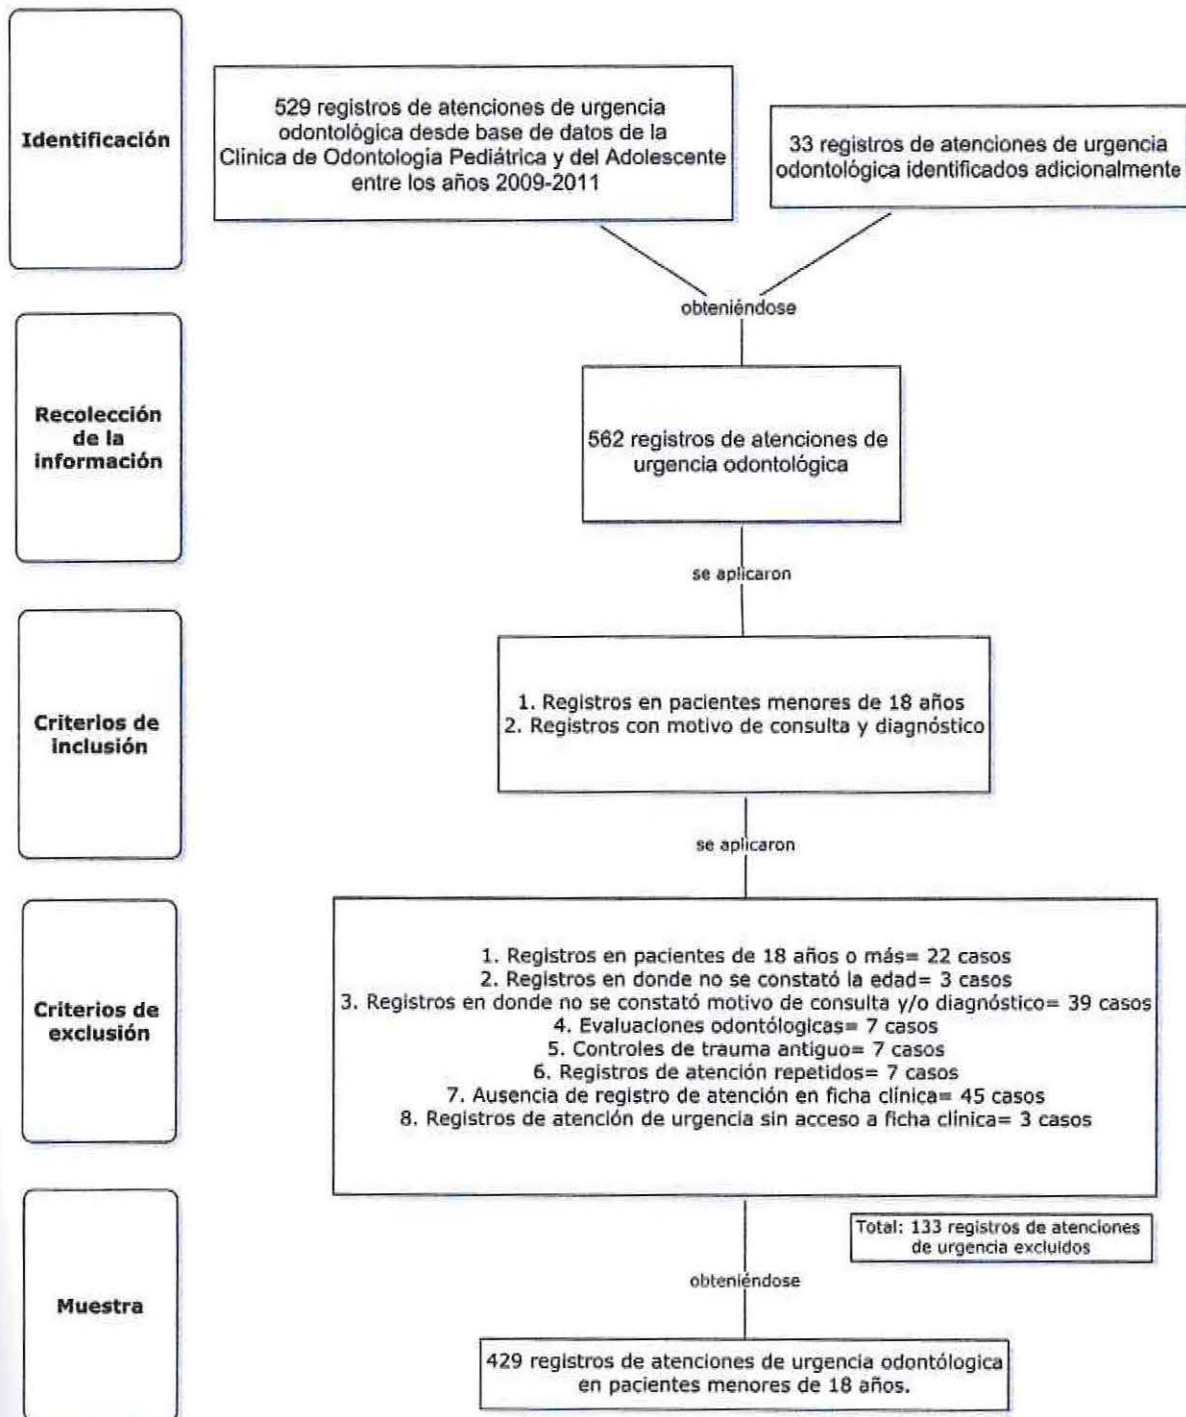 Identificación
529 registros de atenciones de urgencia
odontológica desde base de datos de la
Clínica de Odontología Pediátrica y del Adolescente
entre los años 2009-2011
33 registros de atenciones de urgencia
odontológica identificados adicionalmente
obteniéndose
Recolección
de la
información
562 registros de atenciones de
urgencia odontológica
se aplicaron
Criterios de
inclusión
1. Registros en pacientes menores de 18 años
2. Registros con motivo de consulta y diagnóstico
se aplicaron
Criterios de
exclusión
1. Registros en pacientes de 18 años o más= 22 casos
2. Registros en donde no se constató la edad= 3 casos
3. Registros en donde no se constató motivo de consulta y/o diagnóstico= 39 casos
4. Evaluaciones odontólogicas= 7 casos
5. Controles de trauma antiguo= 7 casos
6. Registros de atención repetidos= 7 casos
7. Ausencia de registro de atención en ficha clínica= 45 casos
8. Registros de atención de urgencia sin acceso a ficha clínica= 3 casos
Total: 133 registros de atenciones
de urgencia excluidos
obteniéndose
Muestra
429 registros de atenciones de urgencia odontólogica
en pacientes menores de 18 años.